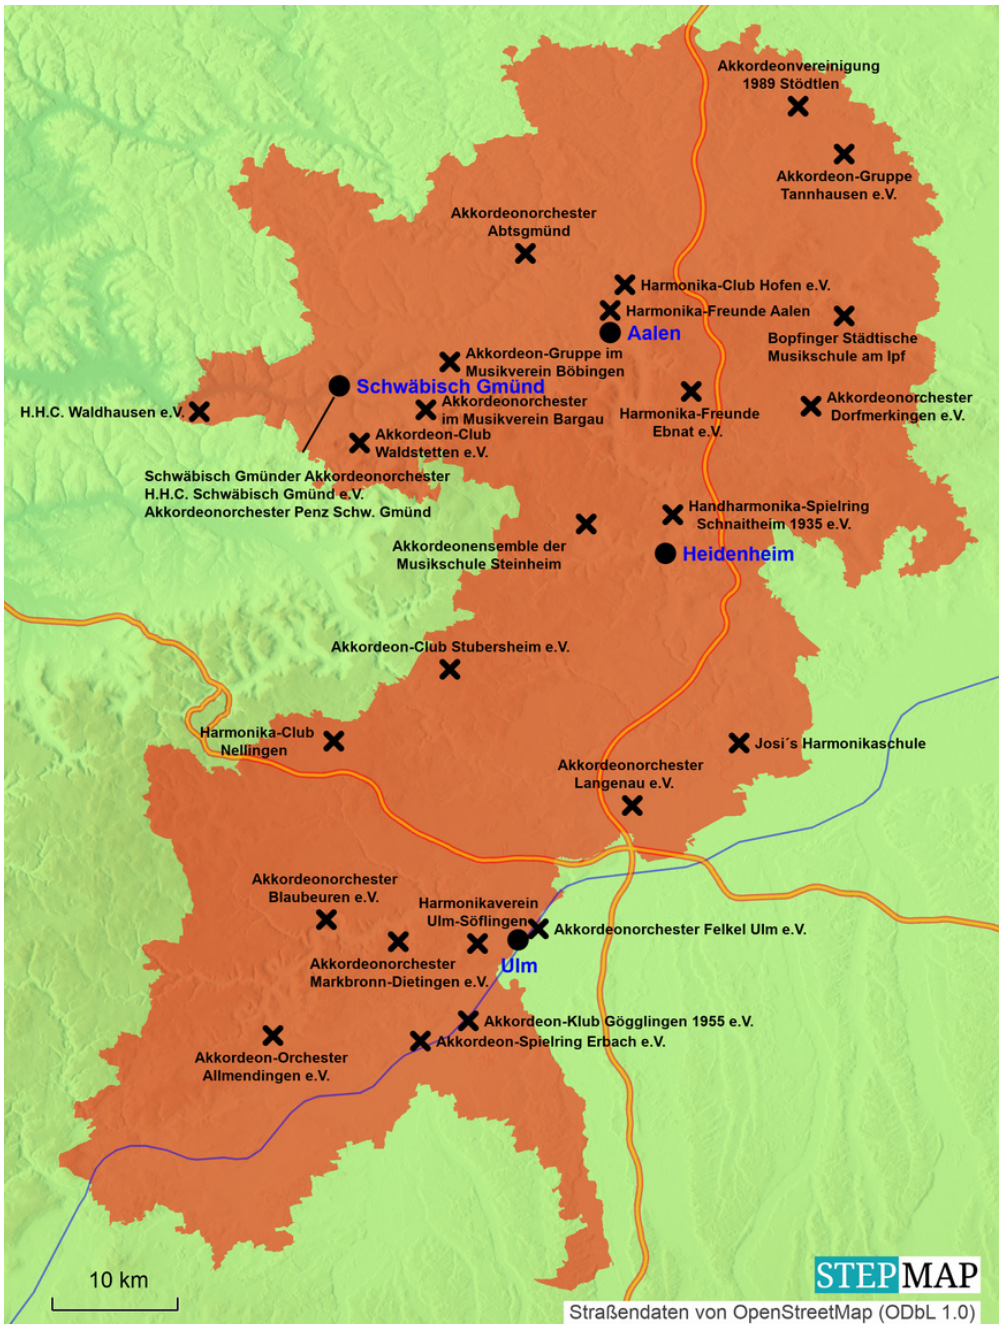 Akkordeonvereinigung
1989 Stödtlen
Akkordeon-Gruppe
Tannhausen e.V.
Akkordeonorchester
Abtsgmünd
Harmonika-Club Hofen e.V.
Harmonika-Freunde Aalen
Aalen
Bopfinger Städtische
Musikschule am Ipf
Akkordeon-Gruppe im
Musikverein Böbingen
Schwäbisch Gmünd
H.H.C. Waldhausen e.V.
Akkordeonorchester
im Musikverein Bargau
Harmonika-Freunde
Ebnat e.V.
Akkordeonorchester
Dorfmerkingen e.V.
Akkordeon-Club
Waldstetten e.V.
Schwäbisch Gmünder Akkordeonorchester
H.H.C. Schwäbisch Gmünd e.V.
Akkordeonorchester Penz Schw. Gmünd
Handharmonika-Spielring
Schnaitheim 1935 e.V.
Akkordeonensemble der
Musikschule Steinheim
Heidenheim
Akkordeon-Club Stubersheim e.V.
Harmonika-Club
Nellingen
Josi´s Harmonikaschule
Akkordeonorchester
Langenau e.V.
Akkordeonorchester
Blaubeuren e.V.
Harmonikaverein
Ulm-Söflingen
Akkordeonorchester Felkel Ulm e.V.
Akkordeonorchester
Markbronn-Dietingen e.V.
Ulm
Akkordeon-Klub Gögglingen 1955 e.V.
Akkordeon-Spielring Erbach e.V.
Akkordeon-Orchester
Allmendingen e.V.
10 km
STEPMAP
Straßendaten von OpenStreetMap (ODbL 1.0)